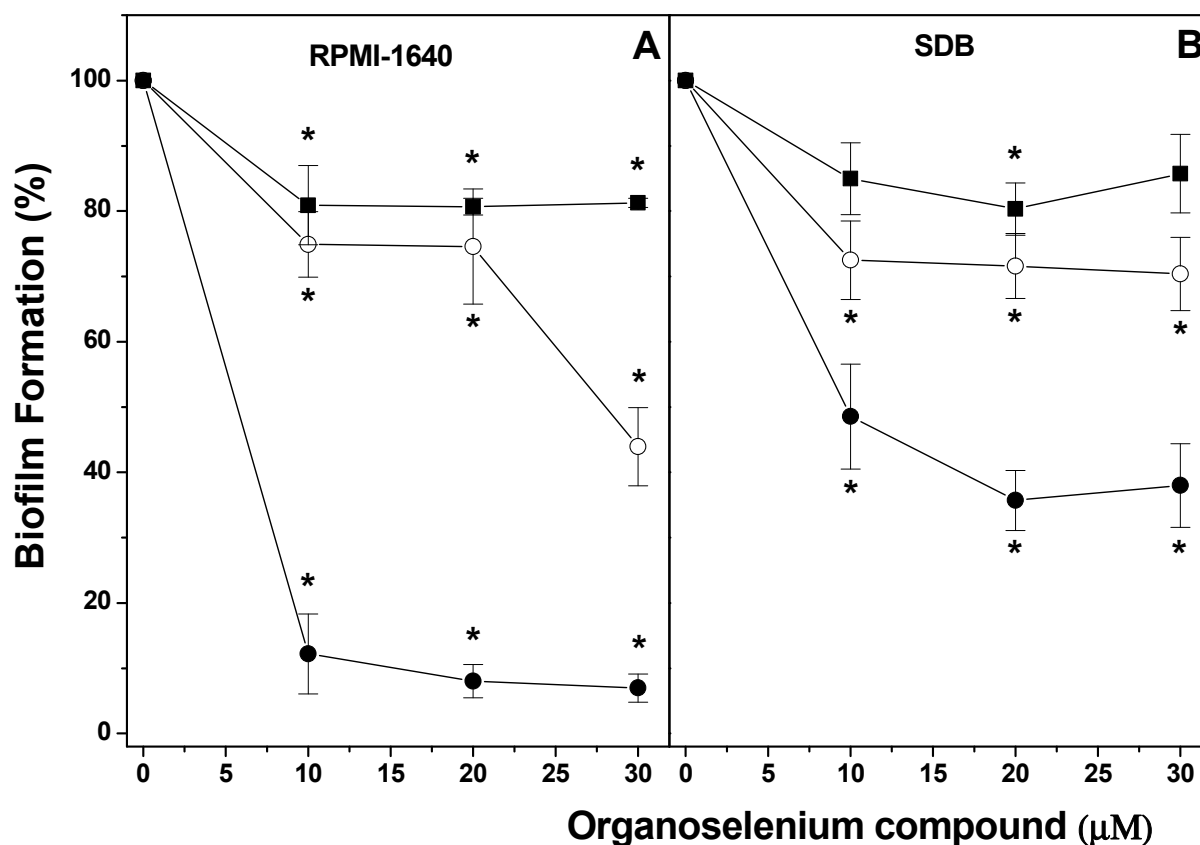 RPMI-1640 A SDB B
100
80
60
40
20
0
* * *
* * *
*
* * *
*
* * *
* * *
0 5 10 15 20 25 30 0 5 10 15 20 25 30
Biofilm Formation (%)
Organoselenium compound (μM)